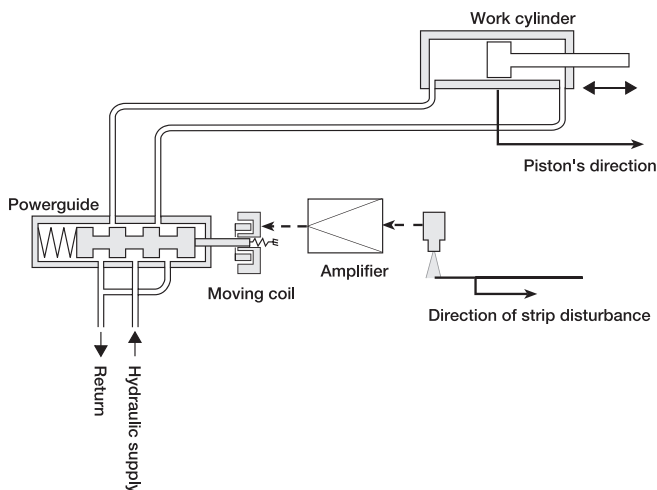 Work cylinder
Piston's direction
Powerguide
Amplifier
Moving coil
Direction of strip disturbance
Return
Hydraulic supply